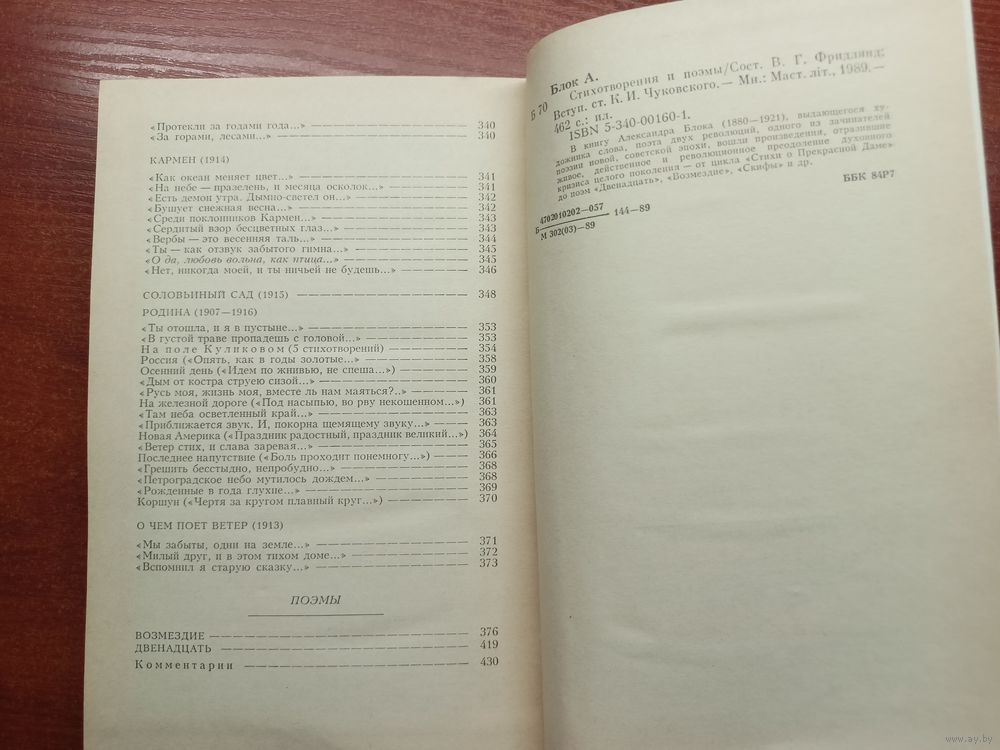 «Протекли за годами года...» 340
«За горами, лесами...» 340
КАРМЕН (1914)
«Как океан меняет цвет...» 341
«На небе — празелень, и месяца осколок...» 341
«Есть демон утра. Дымно-светел он...» 342
«Бушует снежная весна...» 342
«Среди поклонников Кармен...» 343
«Сердитый взор бесцветных глаз...» 343
«Вербы — это весенняя таль...» 344
«Ты — как отзвук забытого гимна...» 345
«О да, любовь вольна, как птица...» 345
«Нет, никогда моей, и ты ничьей не будешь...» 346
СОЛОВЬИНЫЙ САД (1915) 348
РОДИНА (1907—1916)
«Ты отошла, и я в пустыне...» 353
«В густой траве пропадешь с головой...» 353
На поле Куликовом (5 стихотворений) 354
Россия («Опять, как в годы золотые...» 358
Осенний день («Идем по жнивью, не спеша...») 359
«Дым от костра струею сизой...» 360
«Русь моя, жизнь моя, вместе ль нам маяться?..» 361
На железной дороге («Под насыпью, во рву некошенном...») 361
«Там неба осветленный край...» 363
«Приближается звук. И, покорна щемящему звуку...» 363
Новая Америка («Праздник радостный, праздник великий...») 364
«Ветер стих, и слава заревая...» 365
Последнее напутствие («Боль проходит понемногу...») 366
«Грешить бесстыдно, непробудно...» 368
«Петроградское небо мутилось дождем...» 368
«Рожденные в года глухие...» 369
Коршун («Чертя за кругом плавный круг...») 370
О ЧЕМ ПОЕТ ВЕТЕР (1913)
«Мы забыты, одни на земле...» 371
«Милый друг, и в этом тихом доме...» 372
«Вспомнил я старую сказку...» 373
ПОЭМЫ
ВОЗМЕЗДИЕ 376
ДВЕНАДЦАТЬ 419
Комментарии 430
Блок А.
Б 70 Стихотворения и поэмы/Сост. В. Г. Фридлянд;
Вступ. ст. К. И. Чуковского.— Мн.: Маст. літ., 1989.—
462 с.: ил.
ISBN 5-340-00160-1.
В книгу Александра Блока (1880—1921), выдающегося ху-
дожника слова, поэта двух революций, одного из зачинателей
поэзии новой, советской эпохи, вошли произведения, отразившие
живое, действенное и революционное преодоление духовного
кризиса целого поколения — от цикла «Стихи о Прекрасной Даме»
до поэм «Двенадцать», «Возмездие», «Скифы» и др.
ББК 84Р7
4702010202—057
Б 144—89
М 302(03)—89
www.ay.by